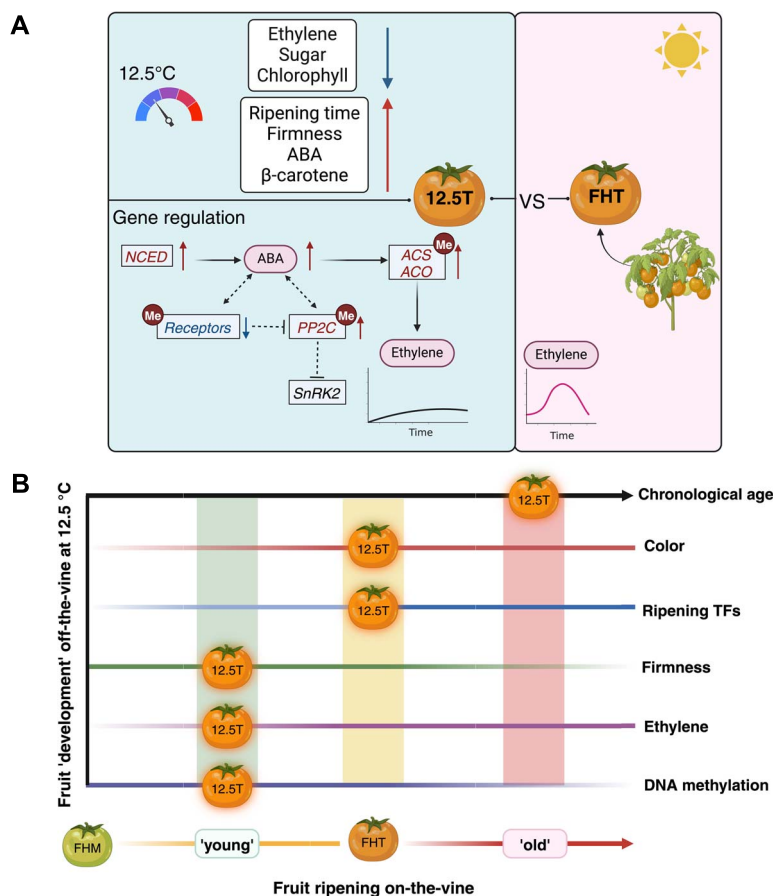 A
12.5°C
Ethylene
Sugar
Chlorophyll
Ripening time
Firmness
ABA
β-carotene
12.5T
VS
FHT
Gene regulation
NCED
ABA
ACS
ACO
Me
Me
Receptors
PP2C
Me
SnRK2
Ethylene
Time
Ethylene
Time
B
Fruit 'development' off-the-vine at 12.5 °C
12.5T
Chronological age
12.5T
Color
12.5T
Ripening TFs
12.5T
Firmness
12.5T
Ethylene
12.5T
DNA methylation
FHM
'young'
FHT
'old'
Fruit ripening on-the-vine